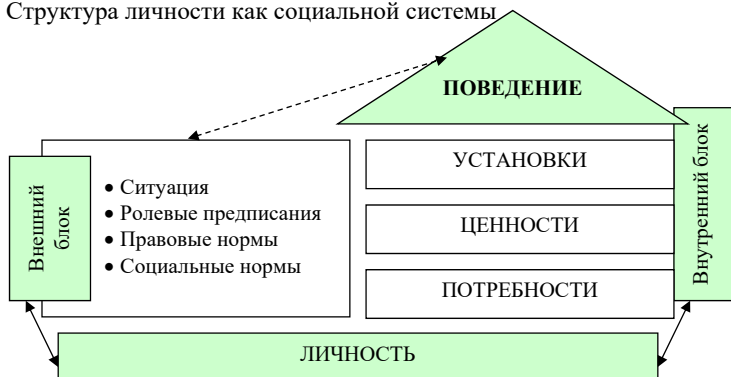 Структура личности как социальной системы
ПОВЕДЕНИЕ
Внешний
блок
• Ситуация
• Ролевые предписания
• Правовые нормы
• Социальные нормы
УСТАНОВКИ
ЦЕННОСТИ
ПОТРЕБНОСТИ
Внутренний блок
ЛИЧНОСТЬ